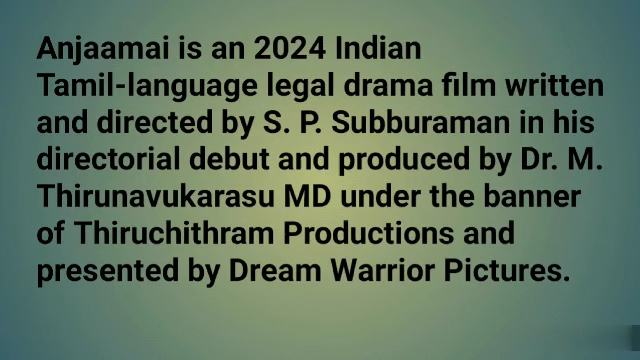 Anjaamai is an 2024 Indian
Tamil-language legal drama film written
and directed by S. P. Subburaman in his
directorial debut and produced by Dr. M.
Thirunavukarasu MD under the banner
of Thiruchithram Productions and
presented by Dream Warrior Pictures.